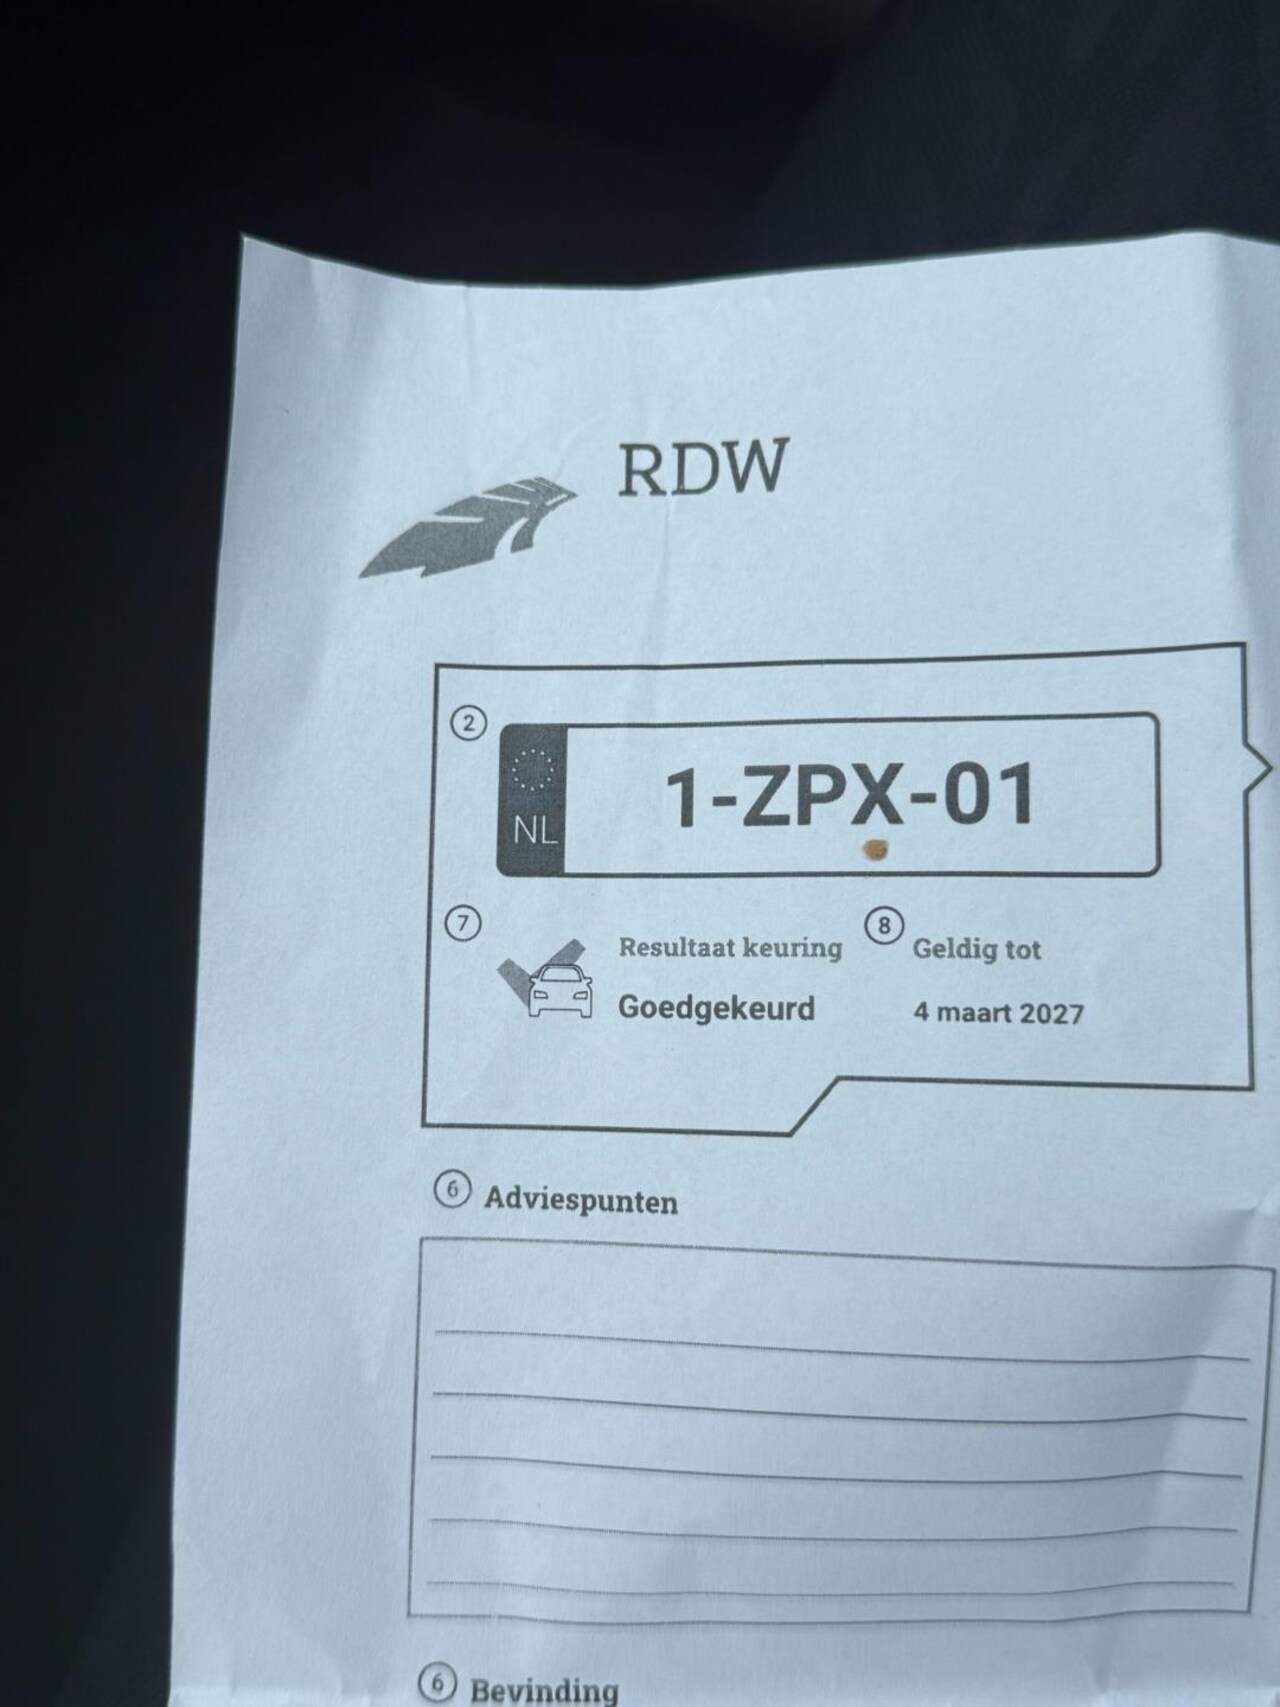 RDW
2
NL
1-ZPX-01
7
Resultaat keuring
8
Geldig tot
Goedgekeurd
4 maart 2027
6 Adviespunten
6 Bevinding